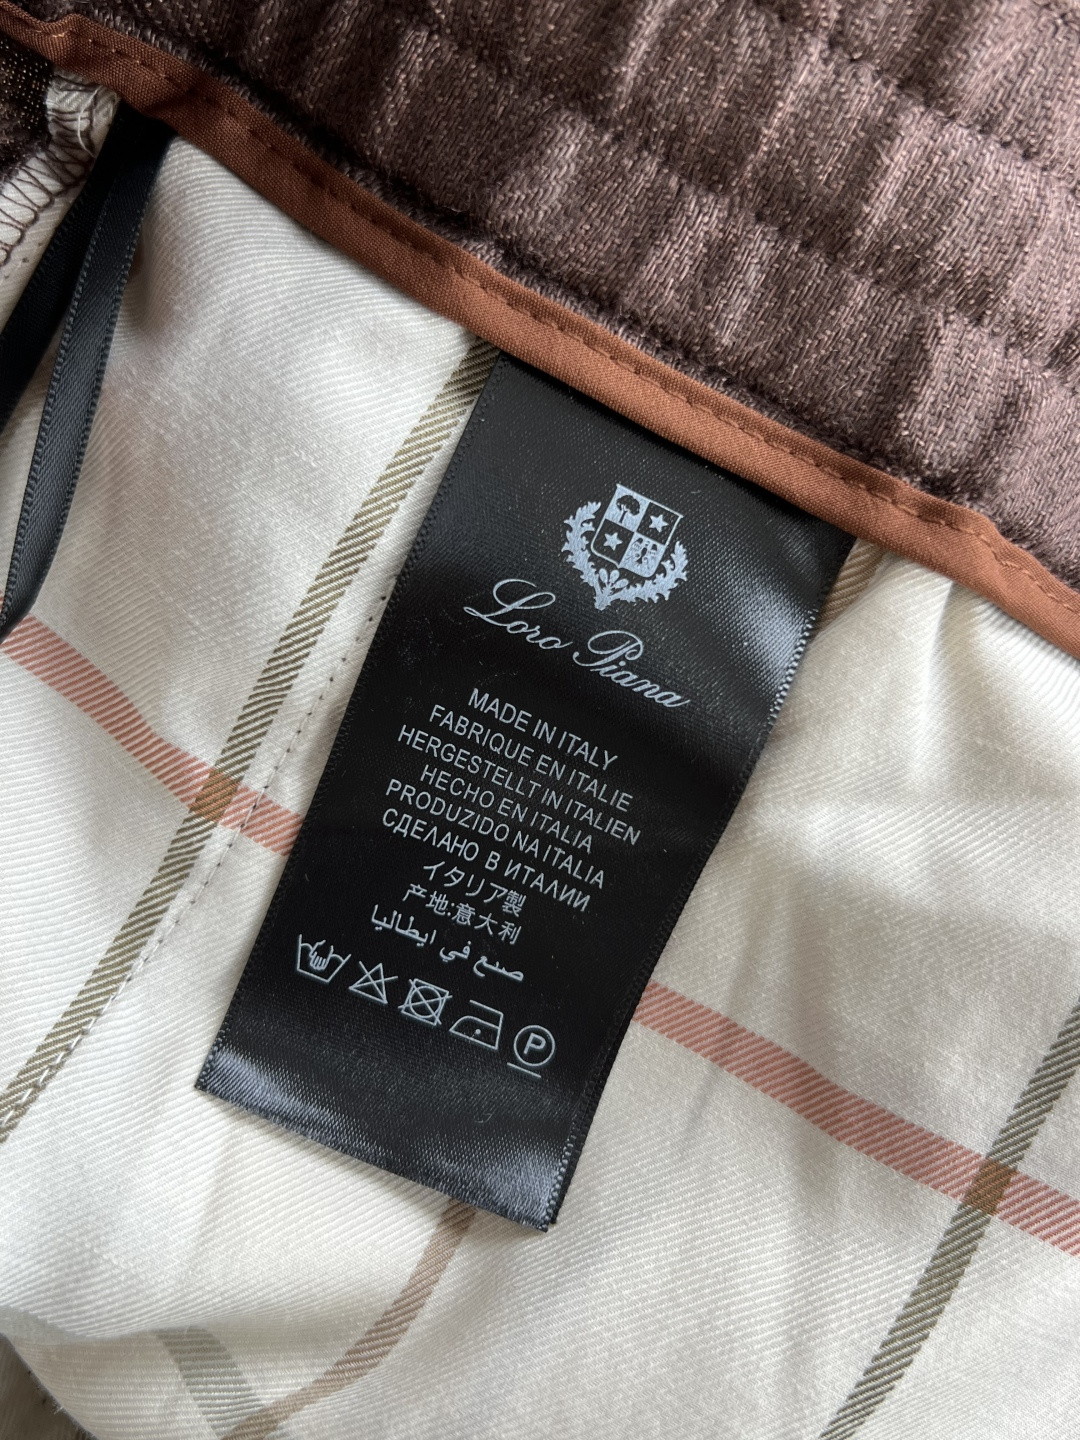 Loro Piana
MADE IN ITALY
FABRIQUE EN ITALIE
HERGESTELLT IN ITALIEN
HECHO EN ITALIA
PRODUZIDO NA ITALIA
СДЕЛАНО В ИТАЛИИ
イタリア製
产地:意大利
صنع في ايطاليا
P